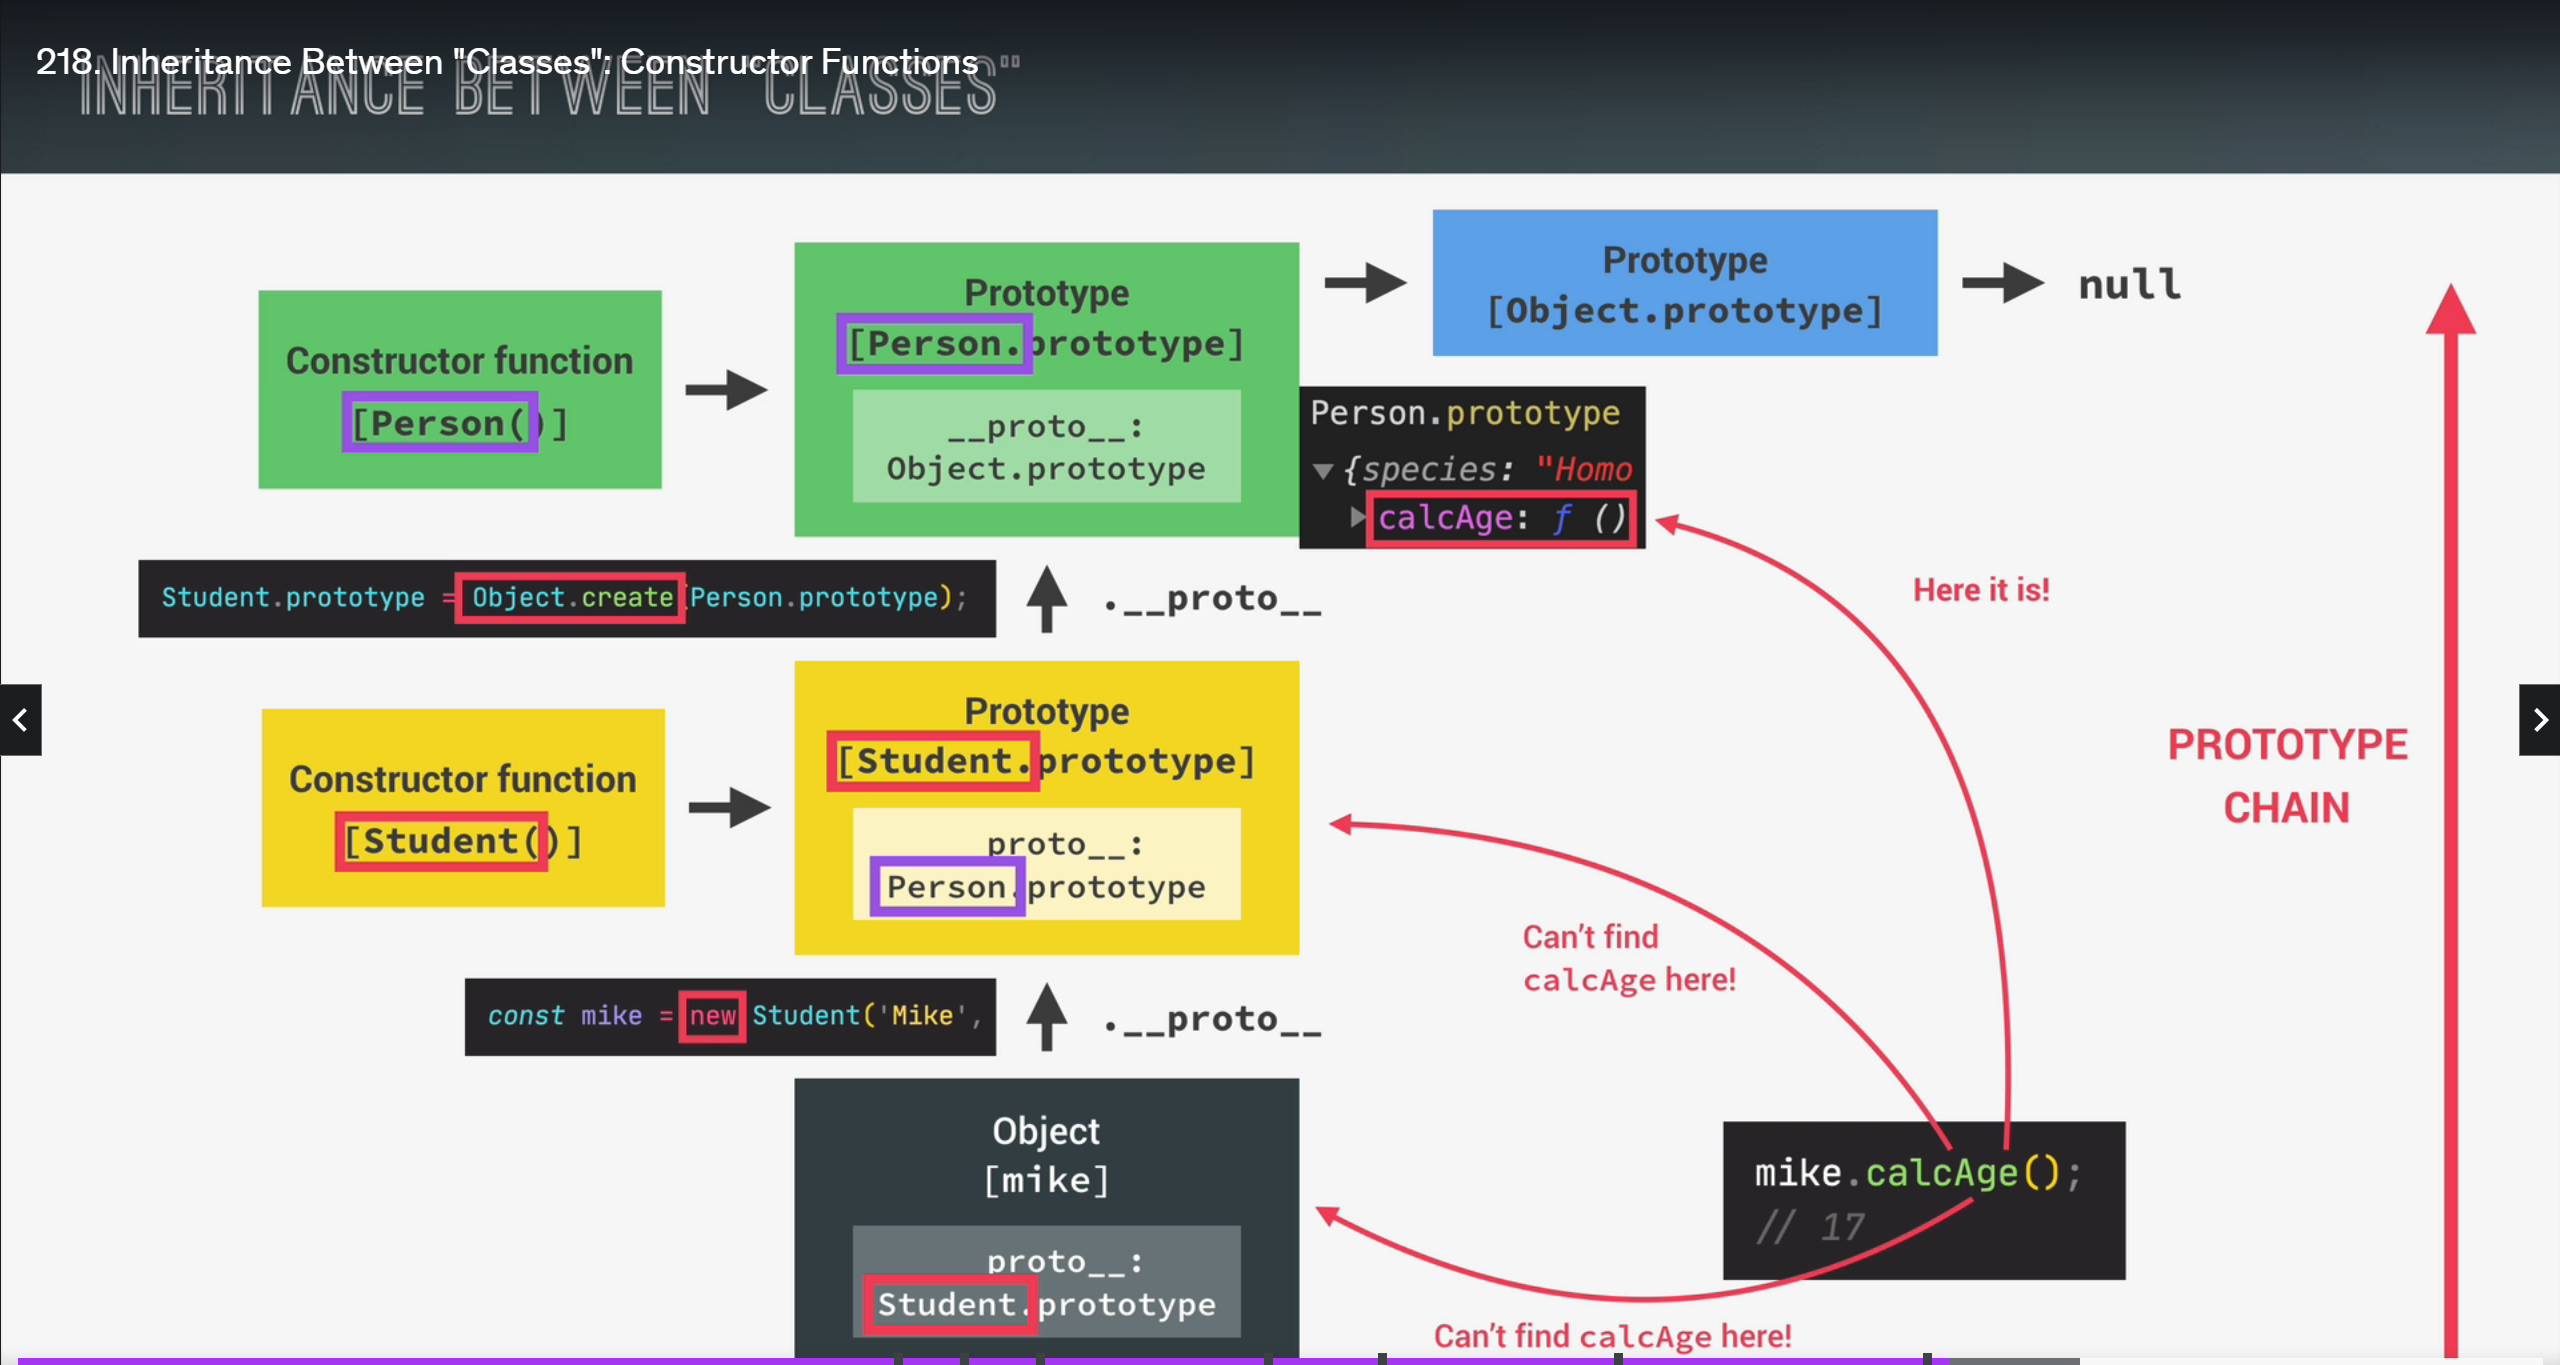 218. Inheritance Between "Classes": Constructor Functions
INHERITANCE BETWEEN "CLASSES"
Constructor function
[Person()]
Prototype
[Person.prototype]
__proto__:
Object.prototype
Prototype
[Object.prototype]
null
Person.prototype
{species: "Homo
calcAge: ƒ ()
Here it is!
Student.prototype = Object.create(Person.prototype);
.__proto__
Constructor function
[Student()]
Prototype
[Student.prototype]
proto__:
Person.prototype
PROTOTYPE
CHAIN
Can't find
calcAge here!
const mike = new Student('Mike',
.__proto__
Object
[mike]
proto__:
Student.prototype
mike.calcAge();
// 17
Can't find calcAge here!